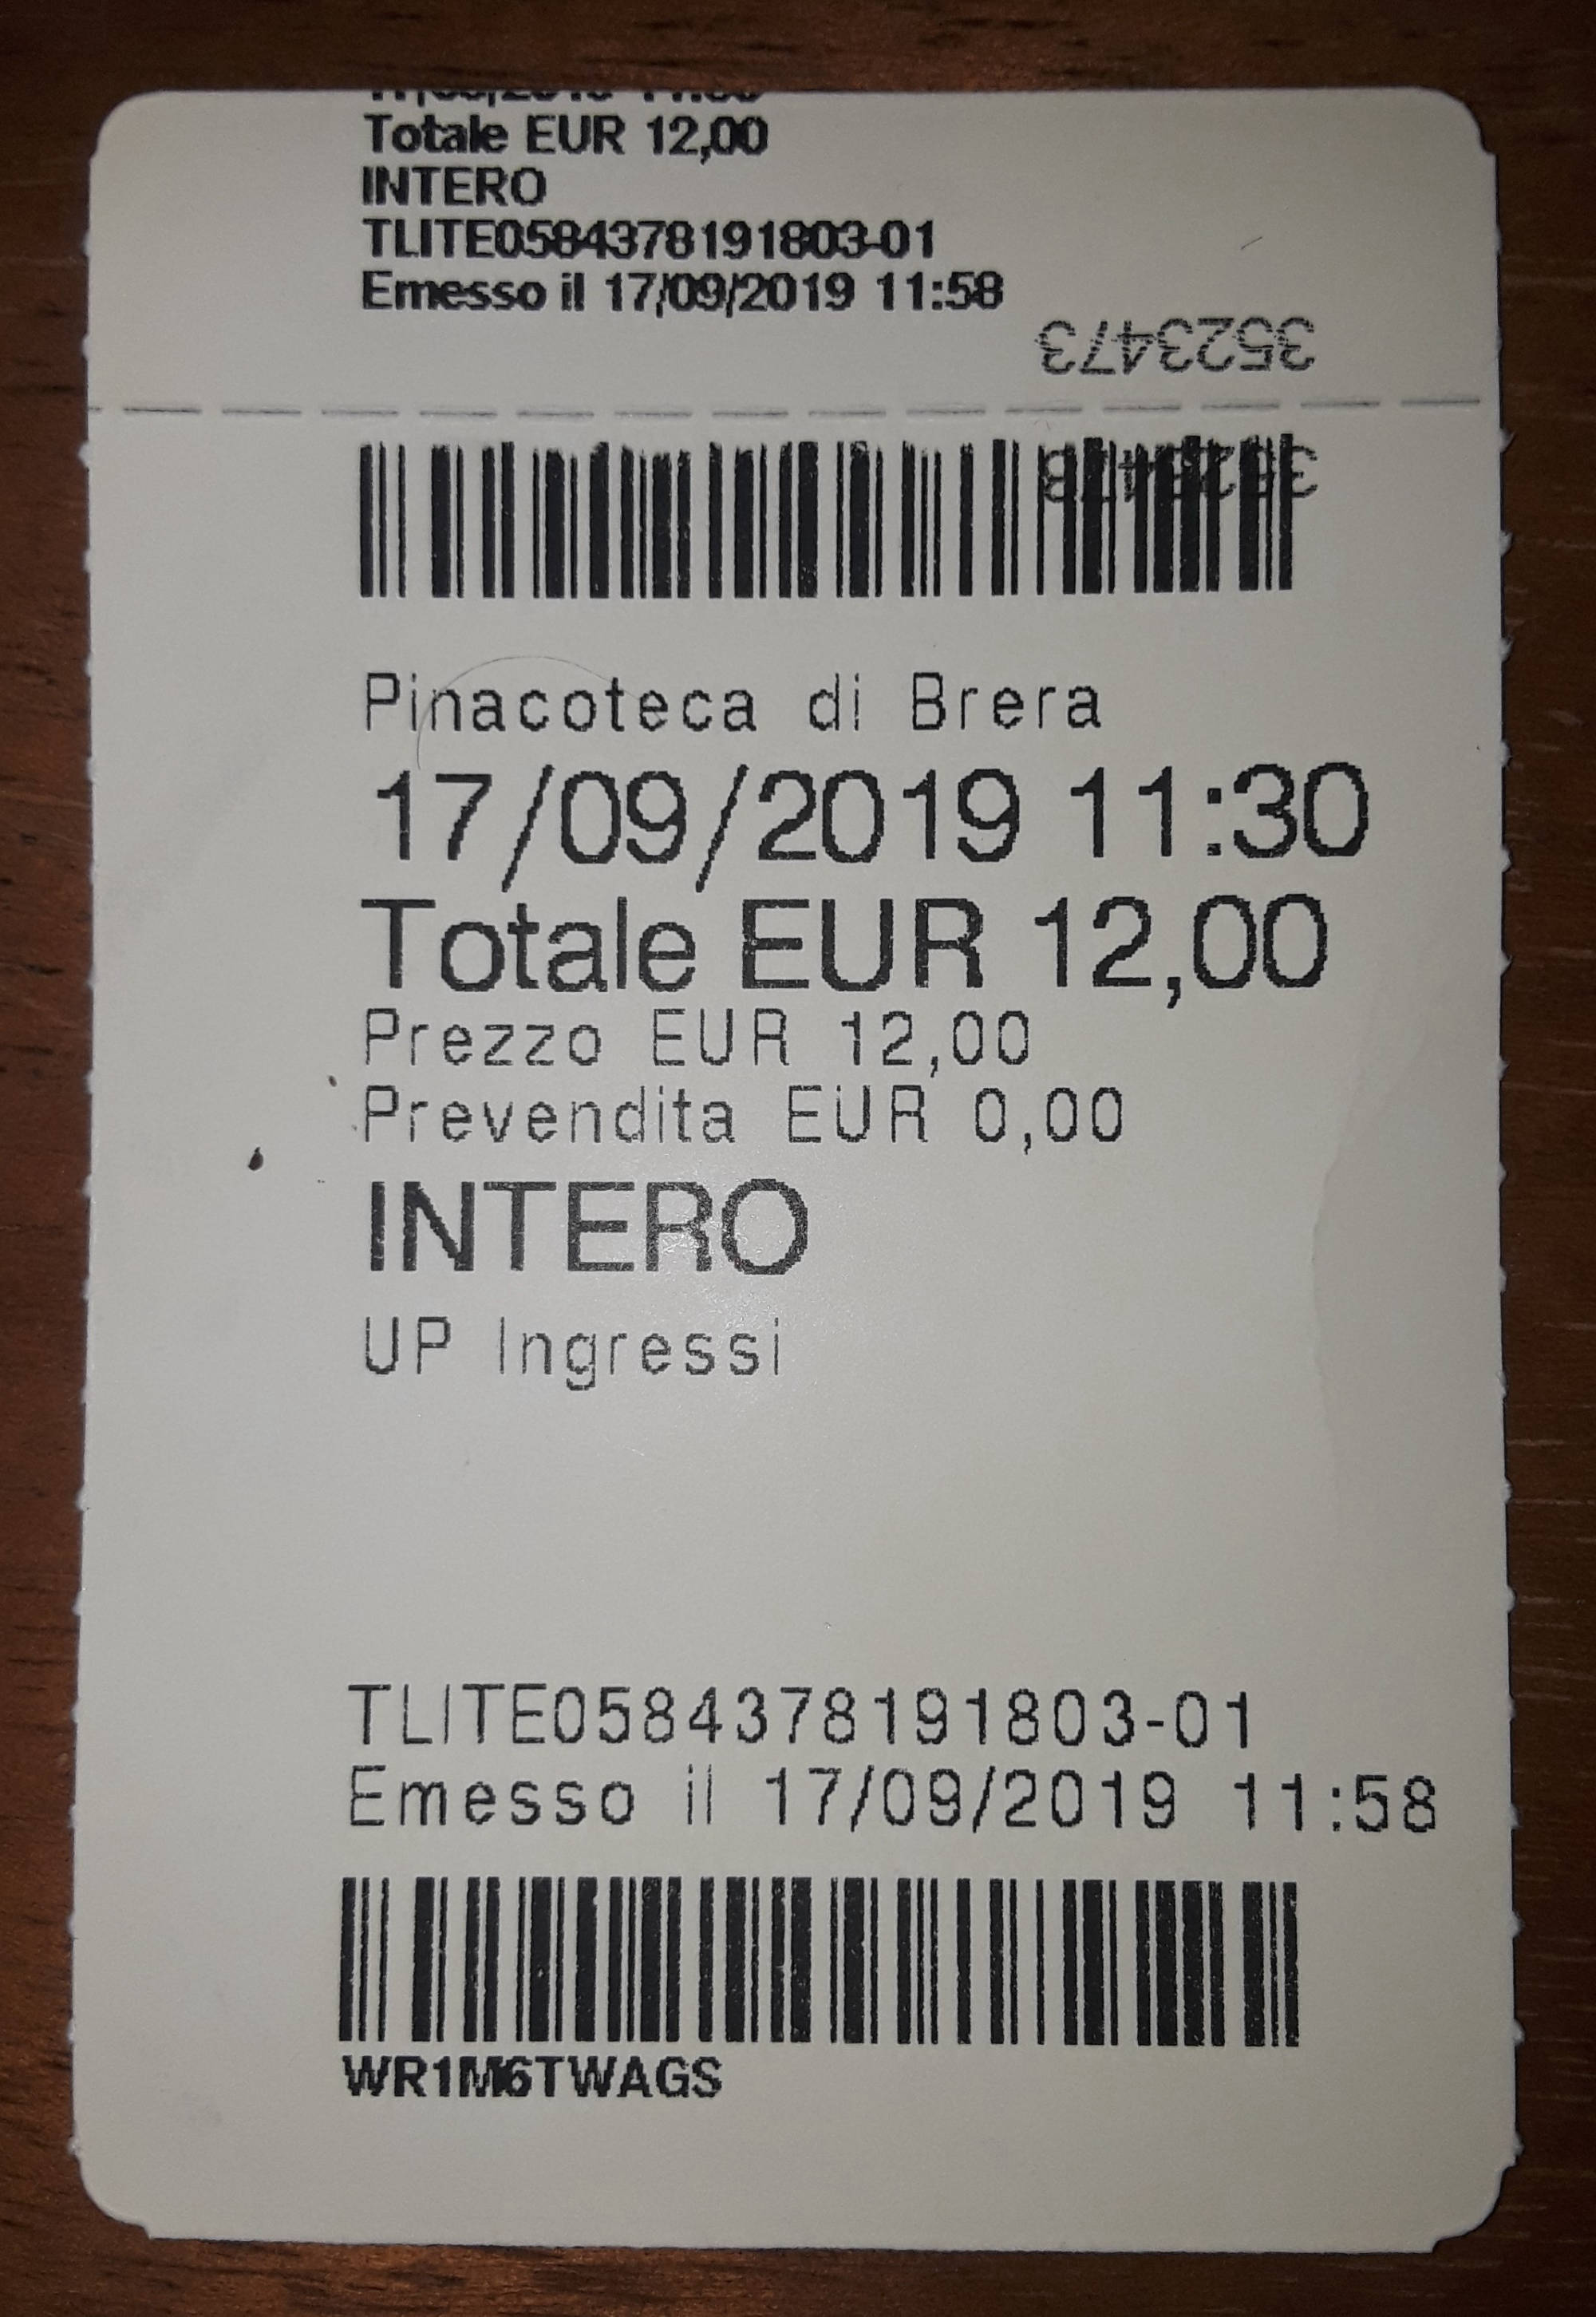 Totale EUR 12,00
INTERO
TLITE0584378191803-01
Emesso il 17/09/2019 11:58
3523473
3523473
Pinacoteca di Brera
17/09/2019 11:30
Totale EUR 12,00
Prezzo EUR 12,00
Prevendita EUR 0,00
INTERO
UP Ingressi
TLITE0584378191803-01
Emesso il 17/09/2019 11:58
WR1M6TWAGS